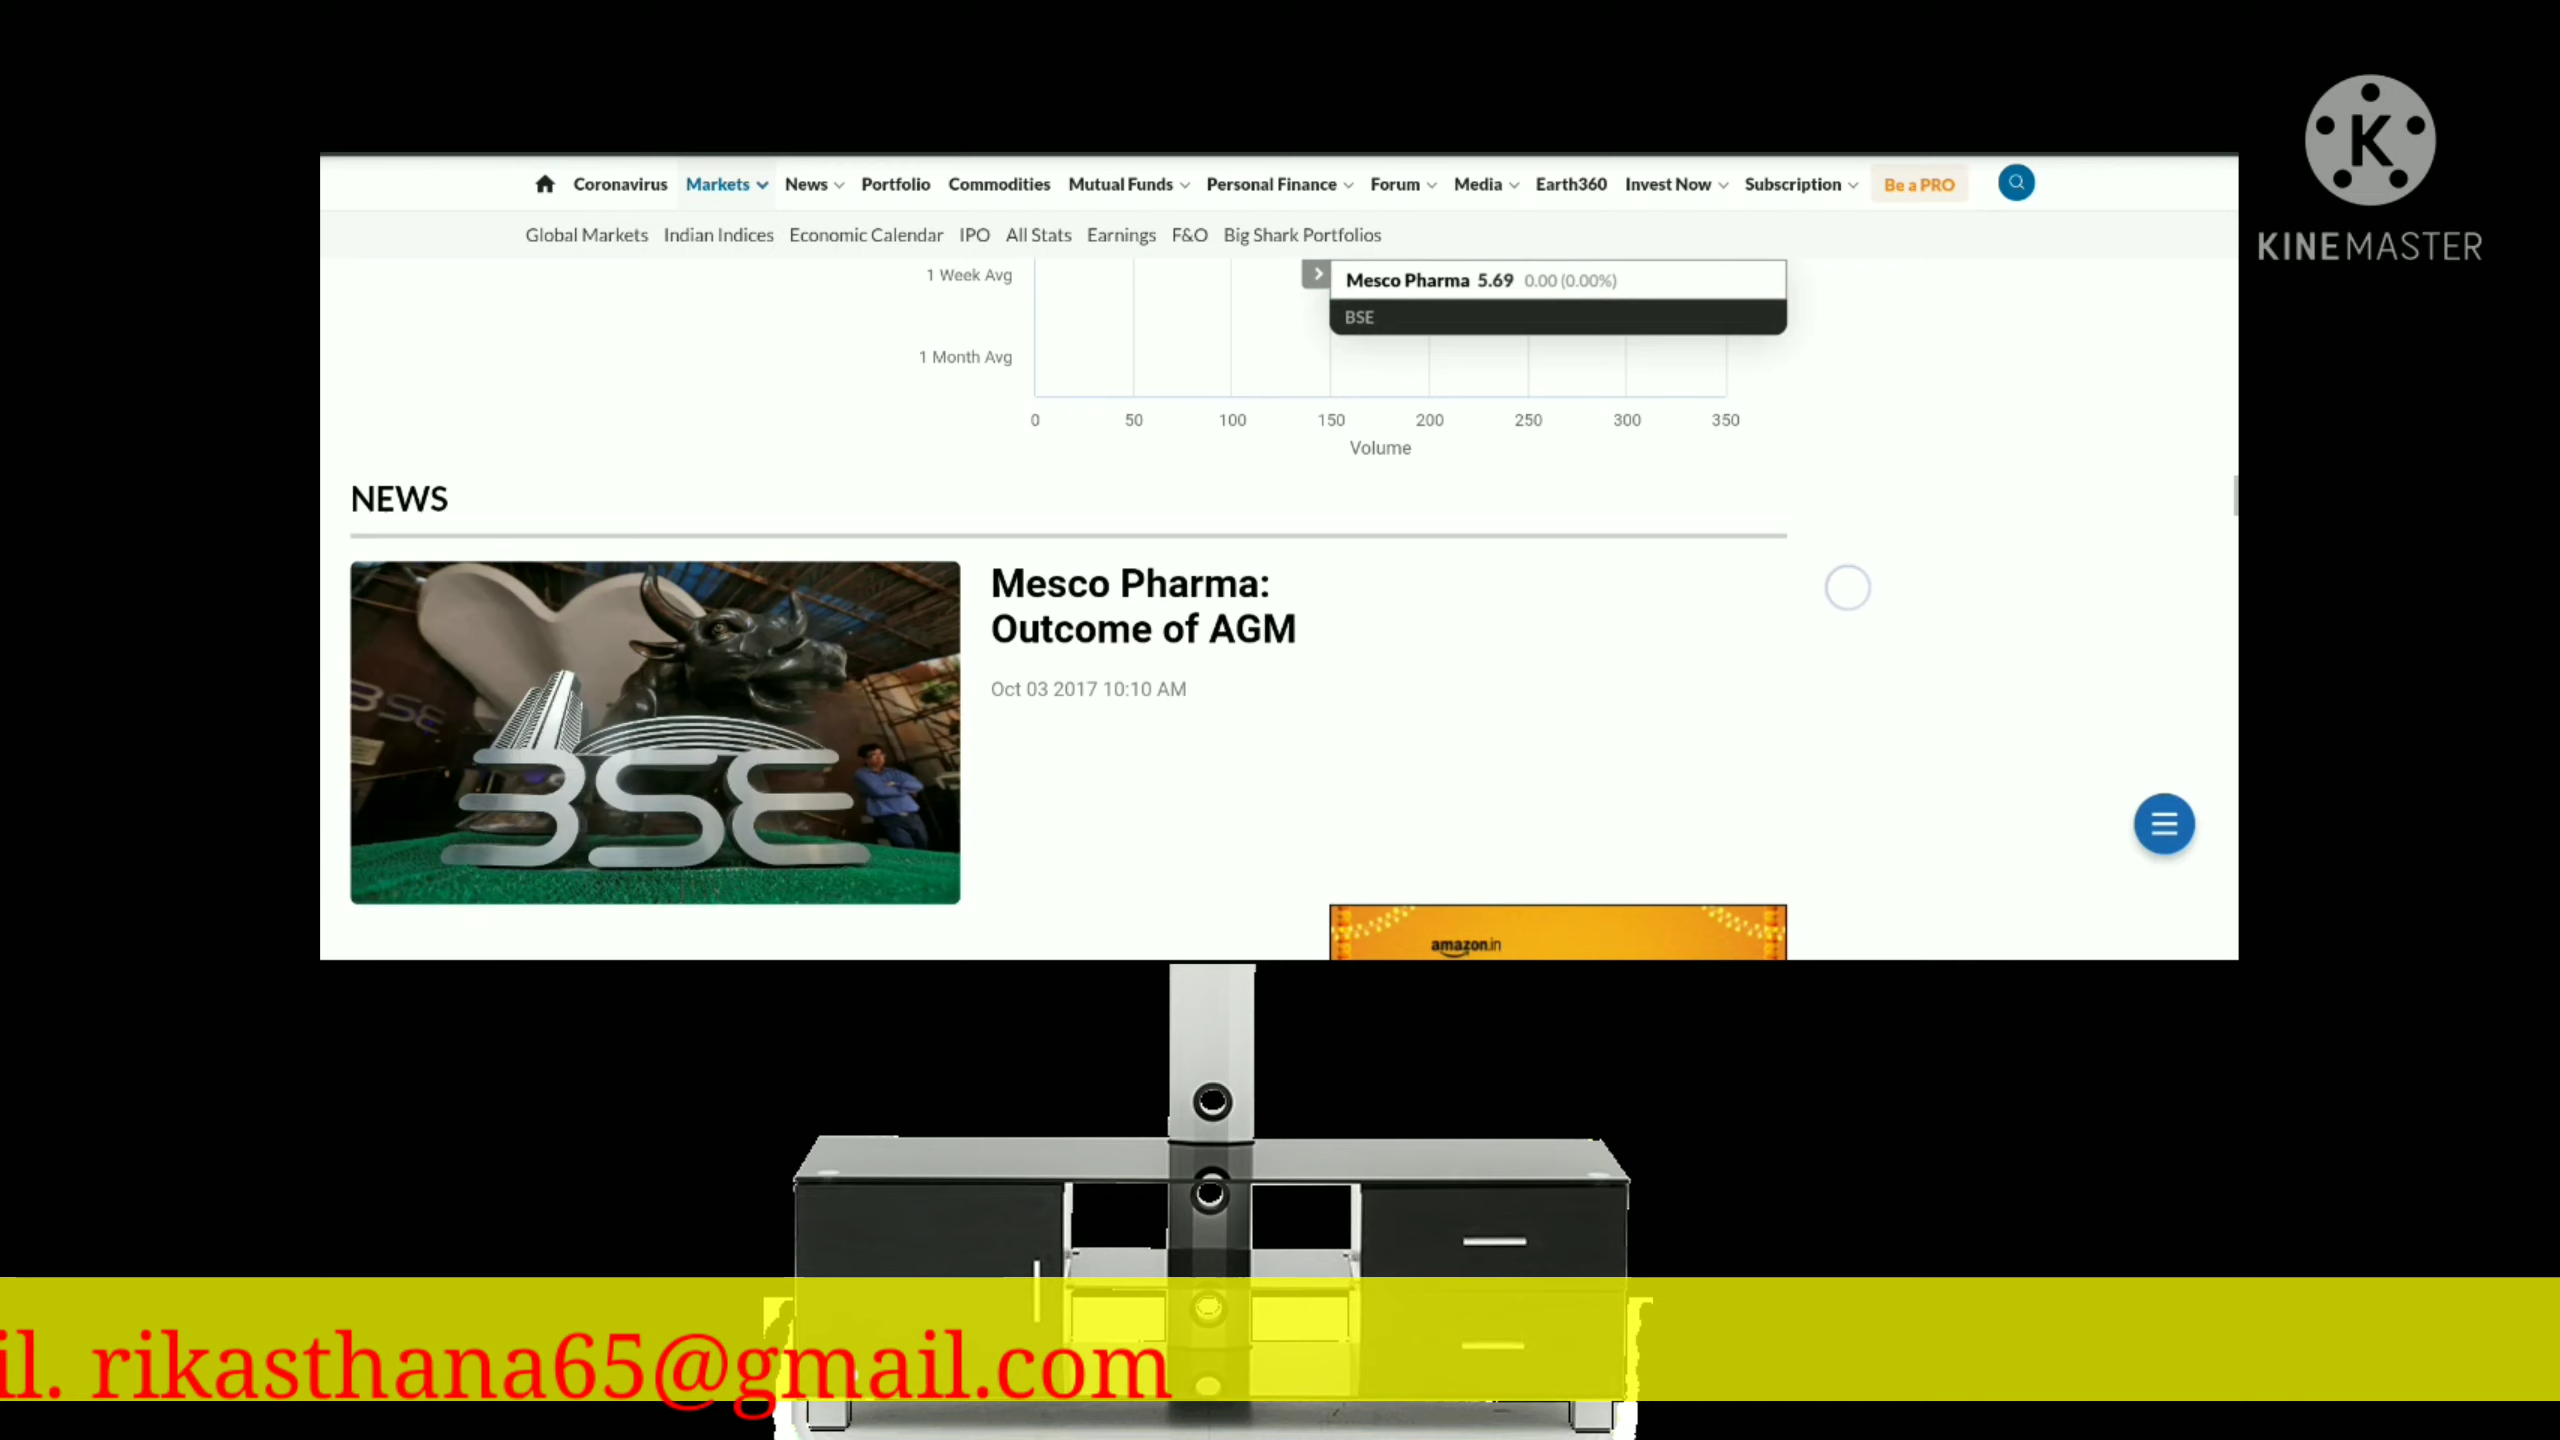 Coronavirus Markets News Portfolio Commodities Mutual Funds Personal Finance Forum Media Earth360 Invest Now Subscription Be a PRO
Global Markets Indian Indices Economic Calendar IPO All Stats Earnings F&O Big Shark Portfolios
K
KINEMASTER
1 Week Avg
Mesco Pharma 5.69 0.00 (0.00%)
BSE
1 Month Avg
0 50 100 150 200 250 300 350
Volume
NEWS
BSE
BSE
Mesco Pharma:
Outcome of AGM
Oct 03 2017 10:10 AM
amazon.in
il. rikasthana65@gmail.com